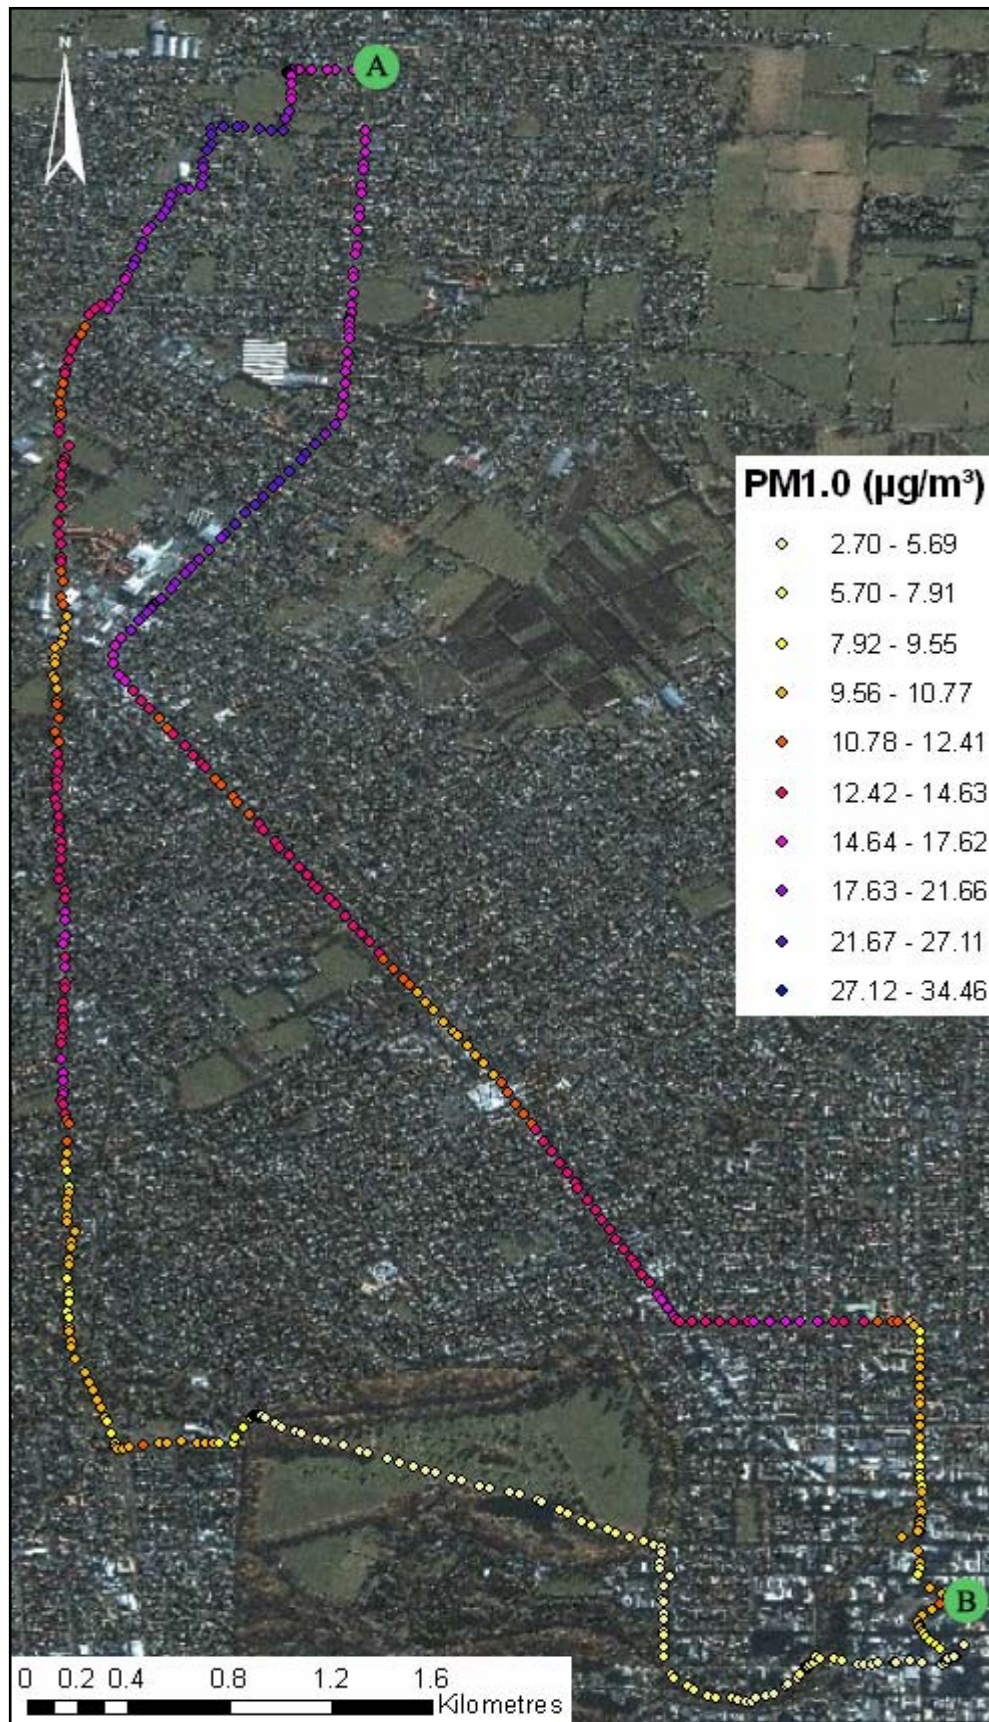 N
A
PM1.0 (µg/m³)
2.70 - 5.69
5.70 - 7.91
7.92 - 9.55
9.56 - 10.77
10.78 - 12.41
12.42 - 14.63
14.64 - 17.62
17.63 - 21.66
21.67 - 27.11
27.12 - 34.46
B
0 0.2 0.4 0.8 1.2 1.6
Kilometres